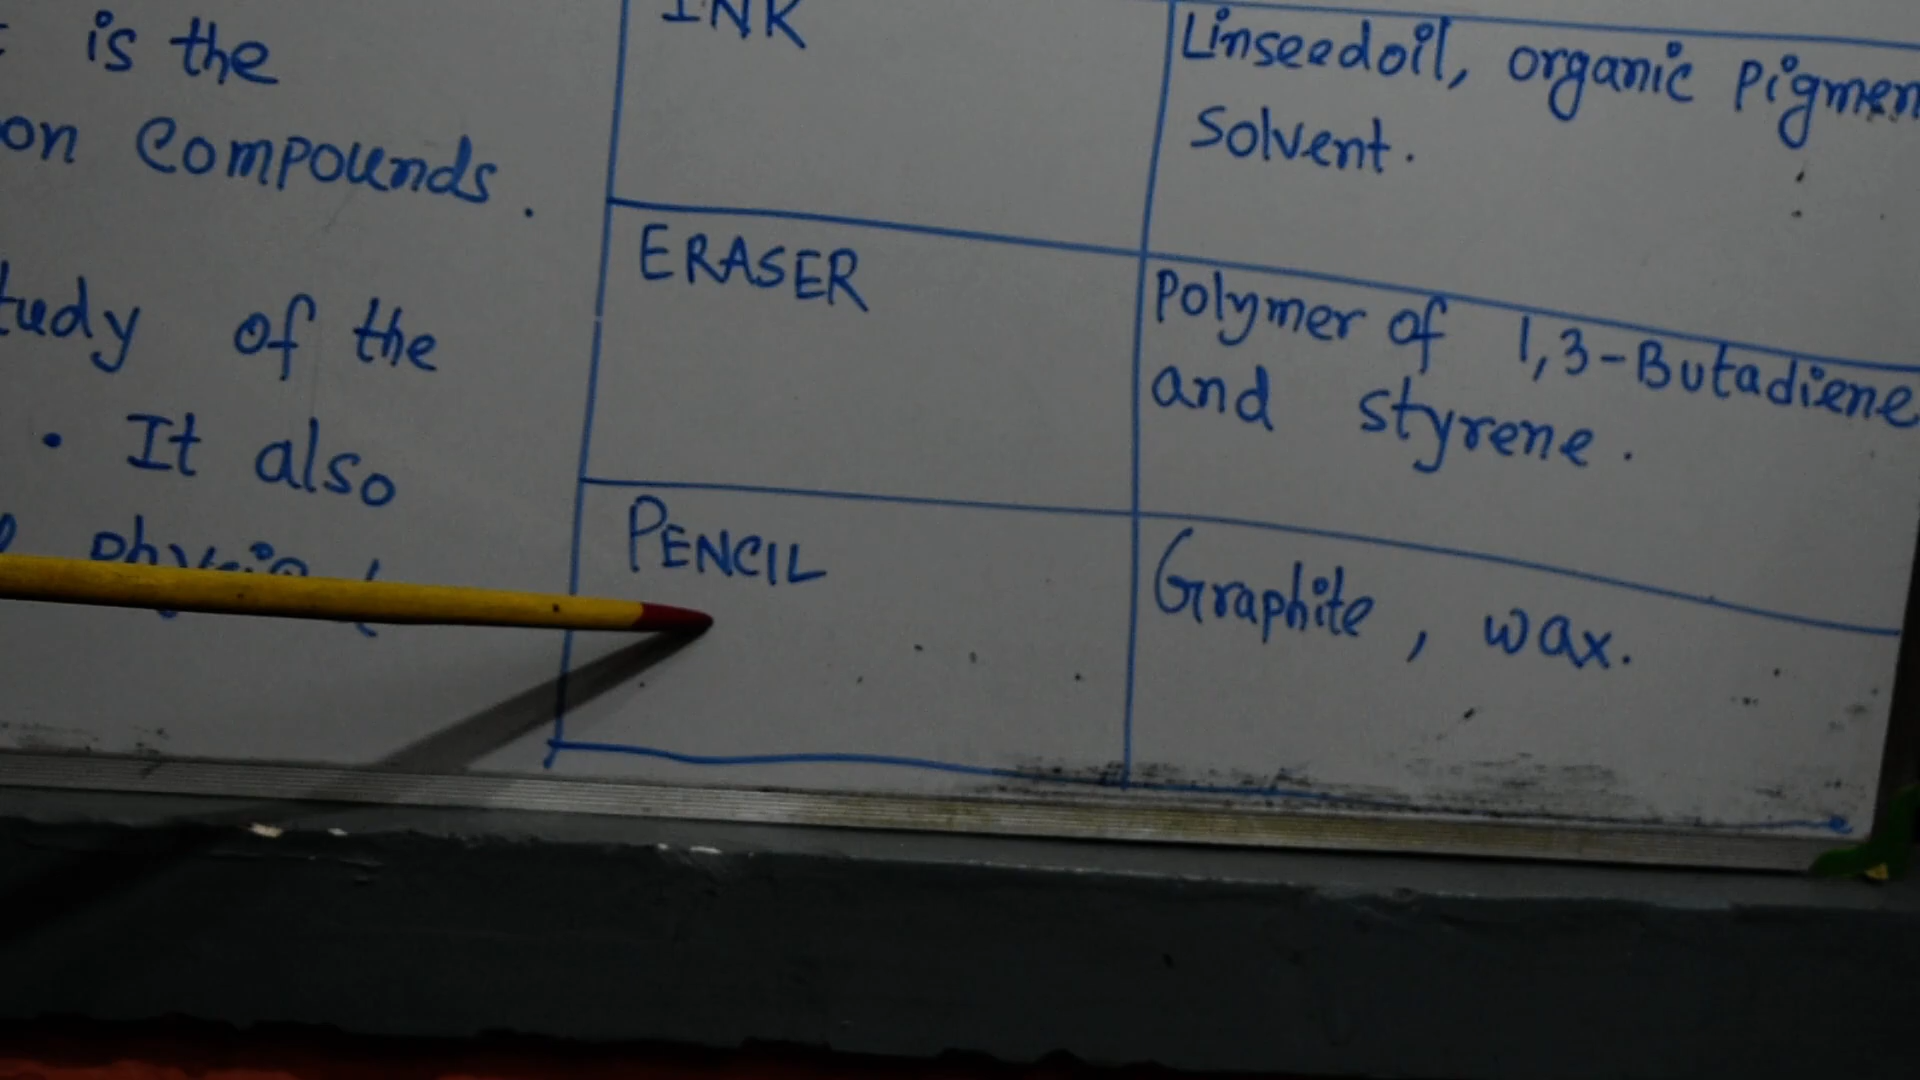 is the
on Compounds.
tudy of the
. It also
INK
Linseedoil, organic Pigmen
Solvent.
ERASER
Polymer of 1,3-Butadiene
and styrene.
PENCIL
Graphite, wax.